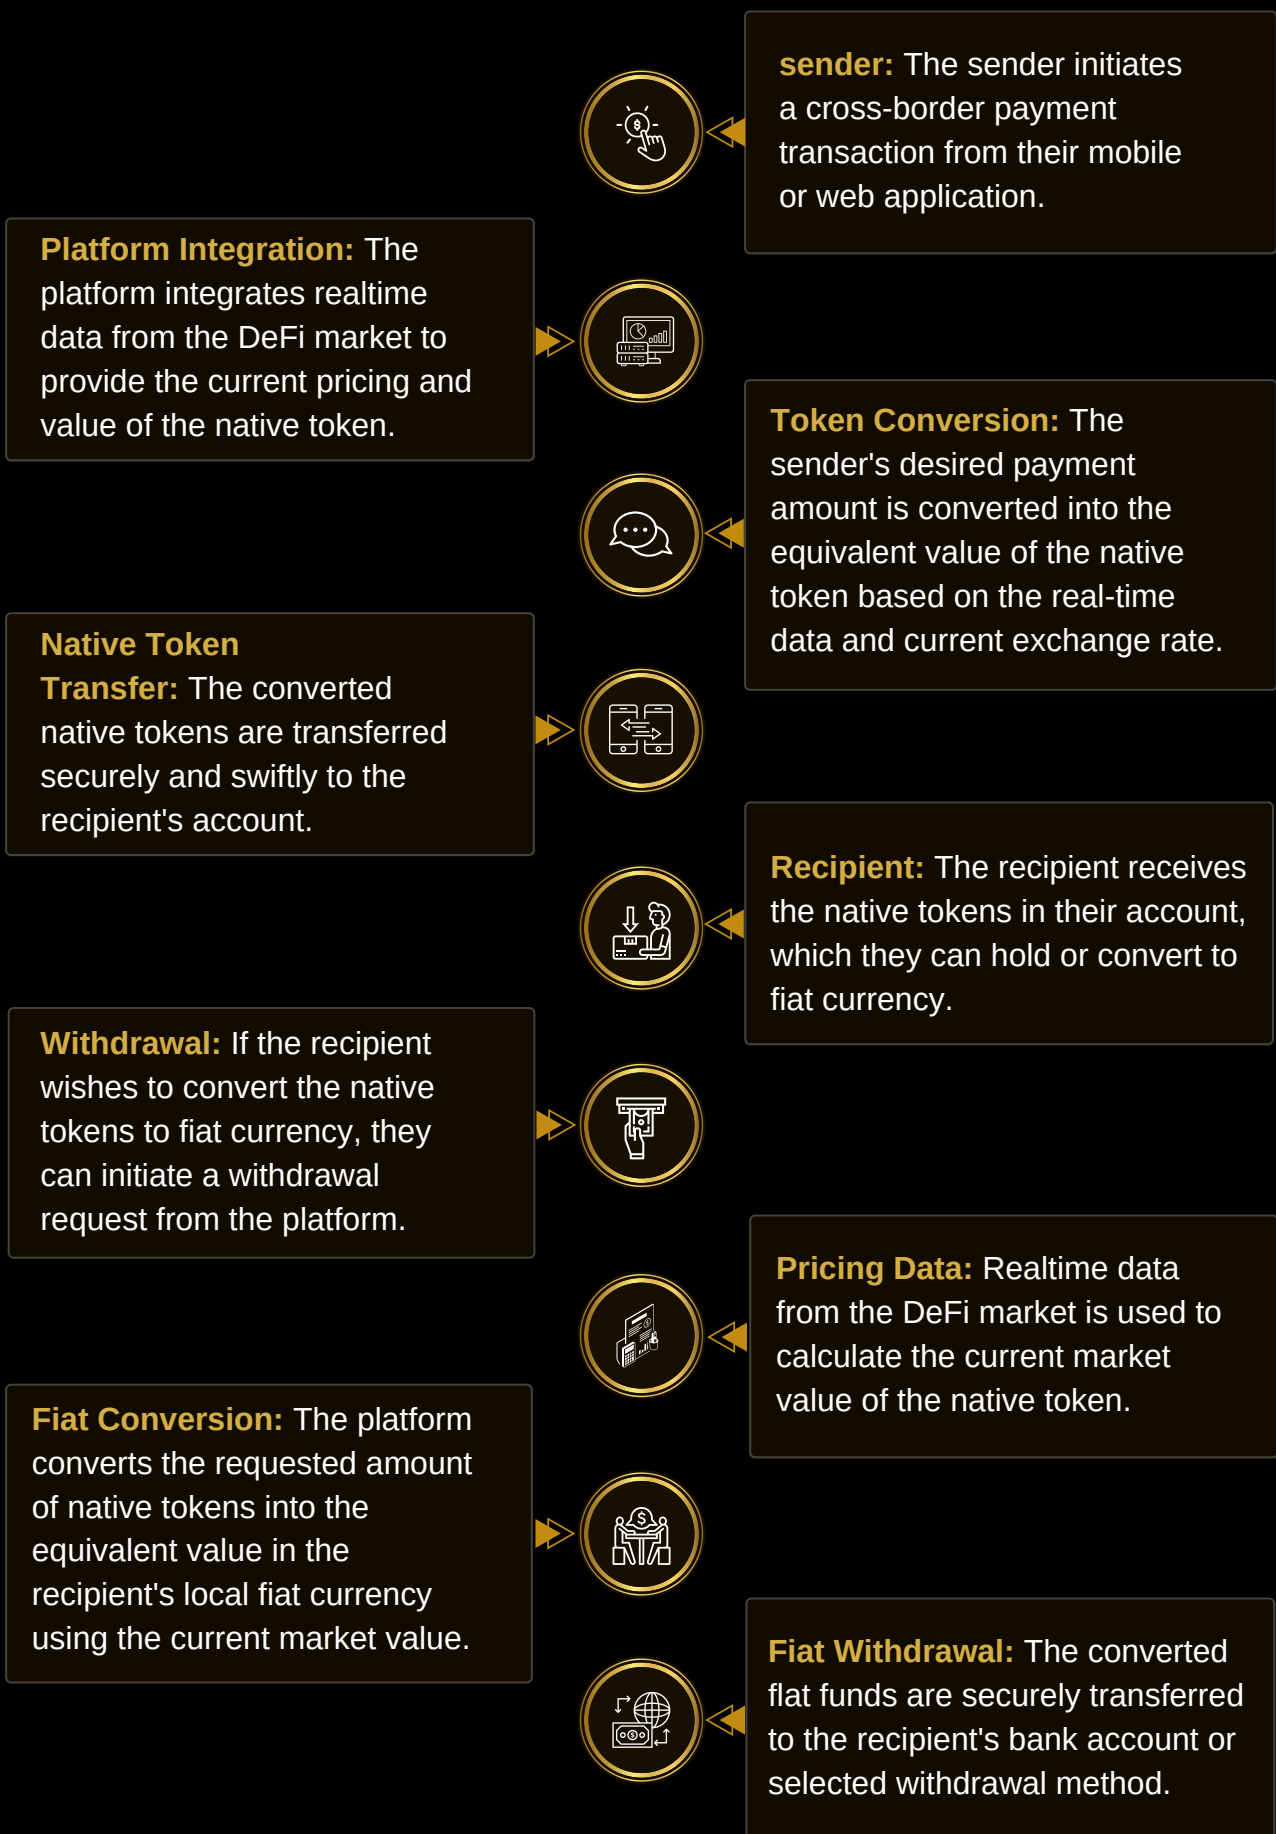 sender: The sender initiates
a cross-border payment
transaction from their mobile
or web application.
Platform Integration: The
platform integrates realtime
data from the DeFi market to
provide the current pricing and
value of the native token.
Token Conversion: The
sender's desired payment
amount is converted into the
equivalent value of the native
token based on the real-time
data and current exchange rate.
Native Token
Transfer: The converted
native tokens are transferred
securely and swiftly to the
recipient's account.
Recipient: The recipient receives
the native tokens in their account,
which they can hold or convert to
fiat currency.
Withdrawal: If the recipient
wishes to convert the native
tokens to fiat currency, they
can initiate a withdrawal
request from the platform.
Pricing Data: Realtime data
from the DeFi market is used to
calculate the current market
value of the native token.
Fiat Conversion: The platform
converts the requested amount
of native tokens into the
equivalent value in the
recipient's local fiat currency
using the current market value.
Fiat Withdrawal: The converted
flat funds are securely transferred
to the recipient's bank account or
selected withdrawal method.